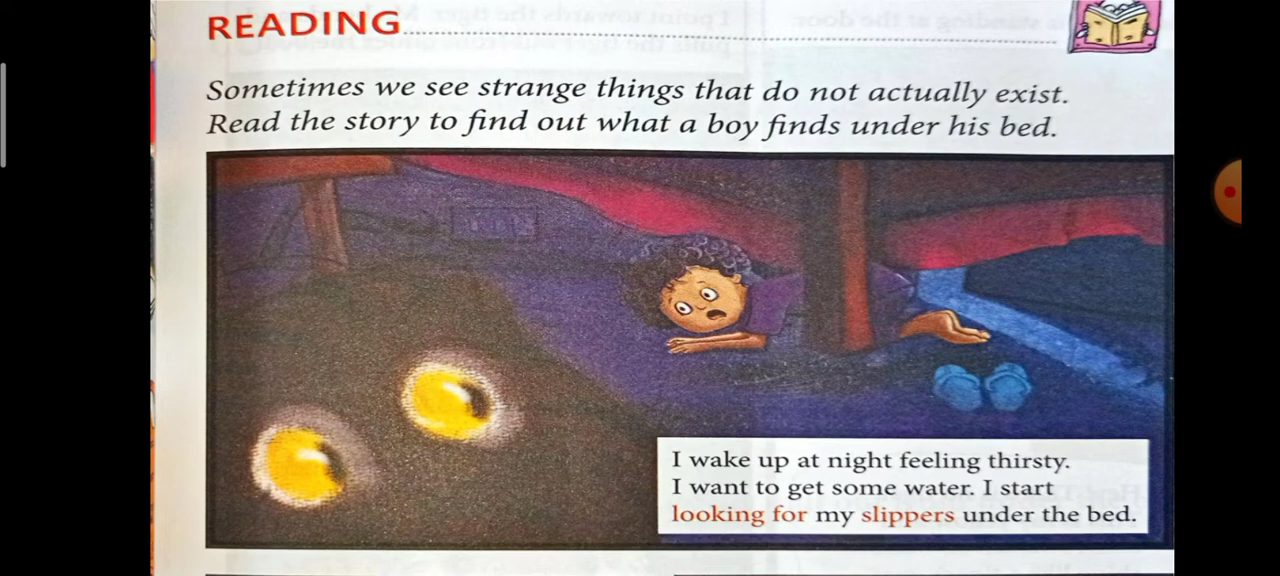 READING
Sometimes we see strange things that do not actually exist.
Read the story to find out what a boy finds under his bed.
I wake up at night feeling thirsty.
I want to get some water. I start
looking for my slippers under the bed.